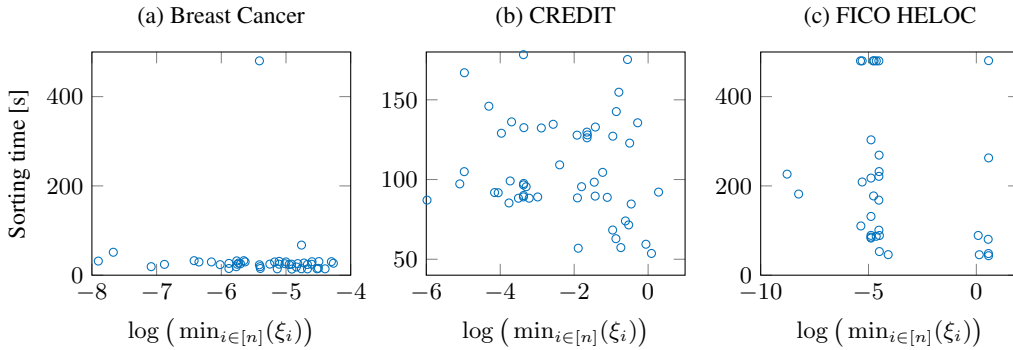 (a) Breast Cancer
(b) CREDIT
(c) FICO HELOC
Sorting time [s]
400
200
0
−8 −7 −6 −5 −4
log (min_{i∈[n]}(ξ_i))
150
100
50
−6 −4 −2 0
log (min_{i∈[n]}(ξ_i))
400
200
0
−10 −5 0
log (min_{i∈[n]}(ξ_i))